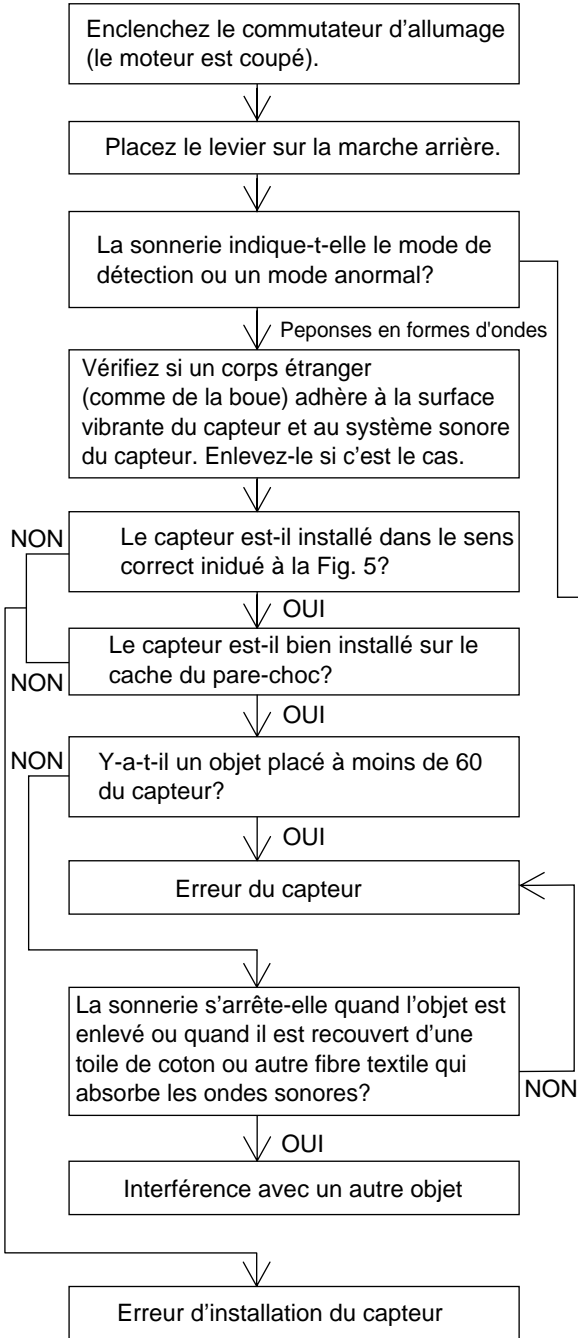 Enclenchez le commutateur d’allumage
(le moteur est coupé).
Placez le levier sur la marche arrière.
La sonnerie indique-t-elle le mode de
détection ou un mode anormal?
Peponses en formes d'ondes
Vérifiez si un corps étranger
(comme de la boue) adhère à la surface
vibrante du capteur et au système sonore
du capteur. Enlevez-le si c’est le cas.
NON
Le capteur est-il installé dans le sens
correct inidué à la Fig. 5?
OUI
Le capteur est-il bien installé sur le
cache du pare-choc?
NON
OUI
NON
Y-a-t-il un objet placé à moins de 60
du capteur?
OUI
Erreur du capteur
La sonnerie s’arrête-elle quand l’objet est
enlevé ou quand il est recouvert d’une
toile de coton ou autre fibre textile qui
absorbe les ondes sonores?
NON
OUI
Interférence avec un autre objet
Erreur d’installation du capteur